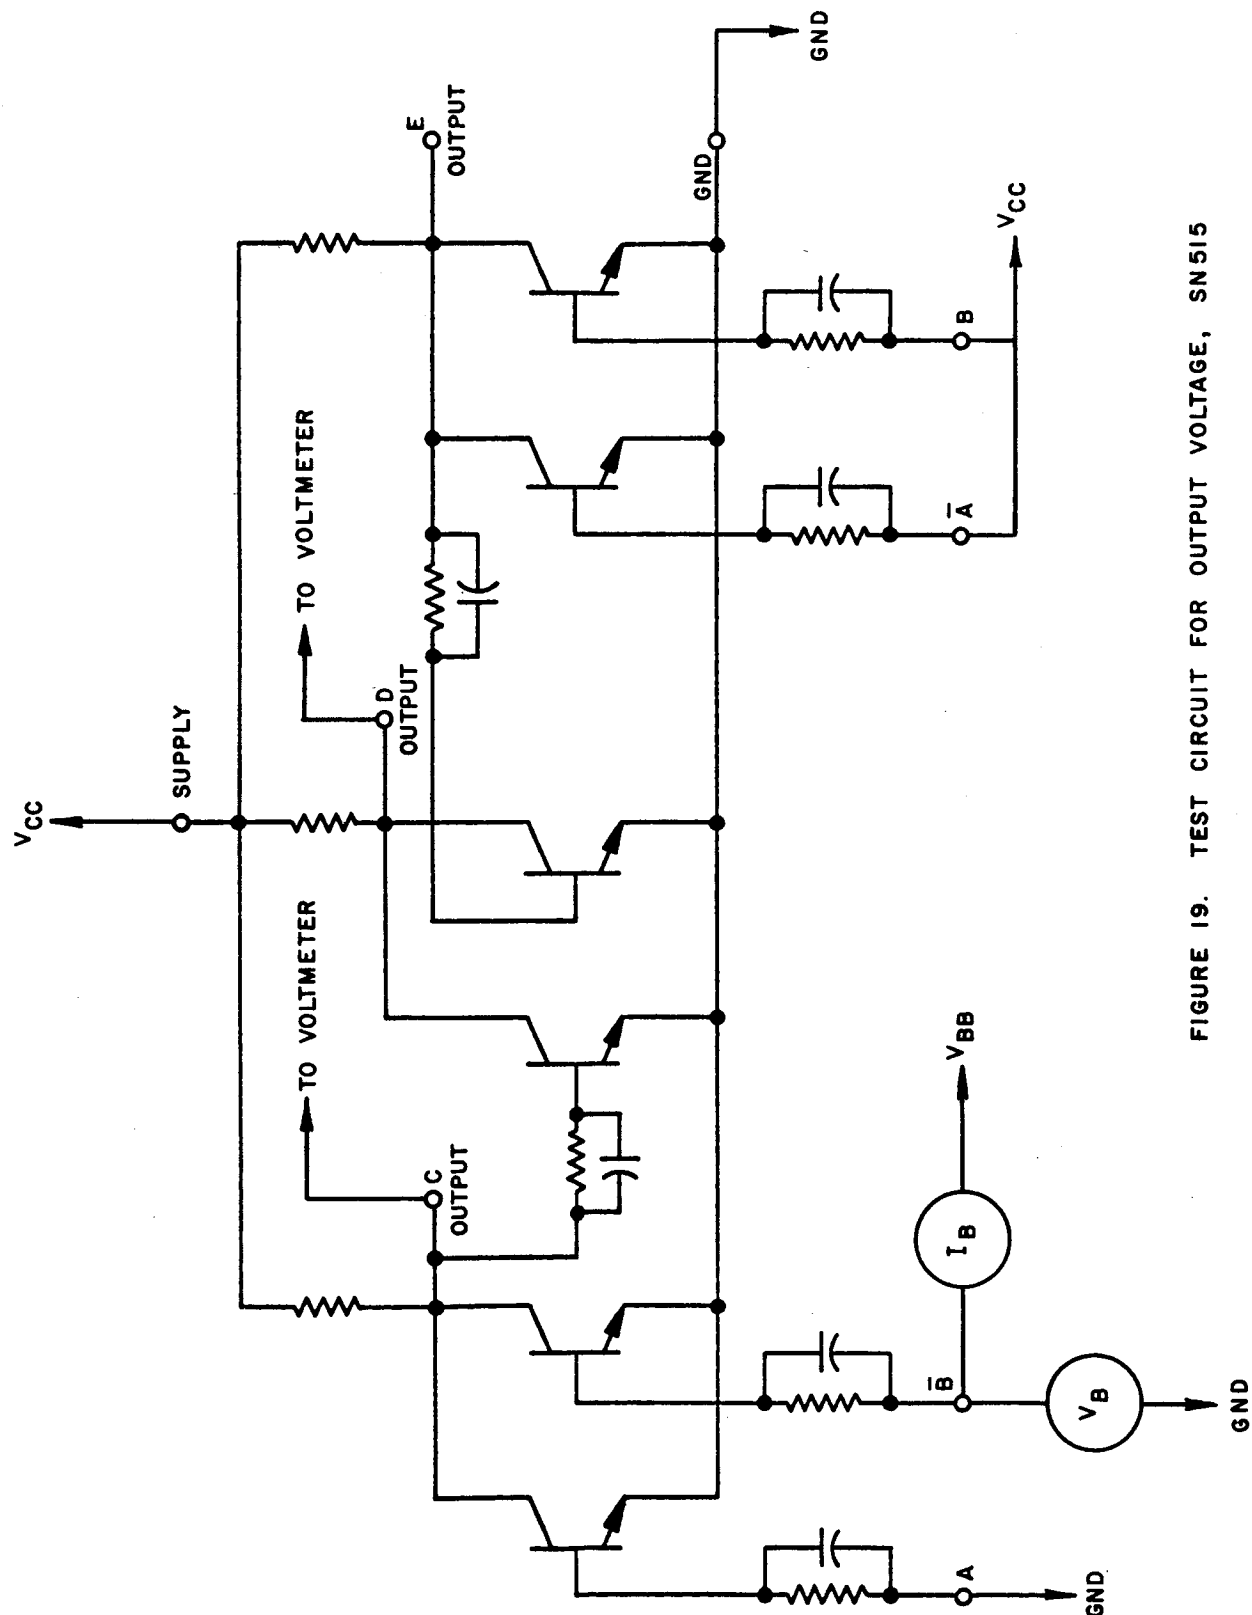 VCC
SUPPLY
TO VOLTMETER
TO VOLTMETER
C
OUTPUT
D
OUTPUT
E
OUTPUT
GND
GND
A
GND
B̅
IB
VBB
VB
GND
A̅
B
VCC
FIGURE 19. TEST CIRCUIT FOR OUTPUT VOLTAGE, SN515